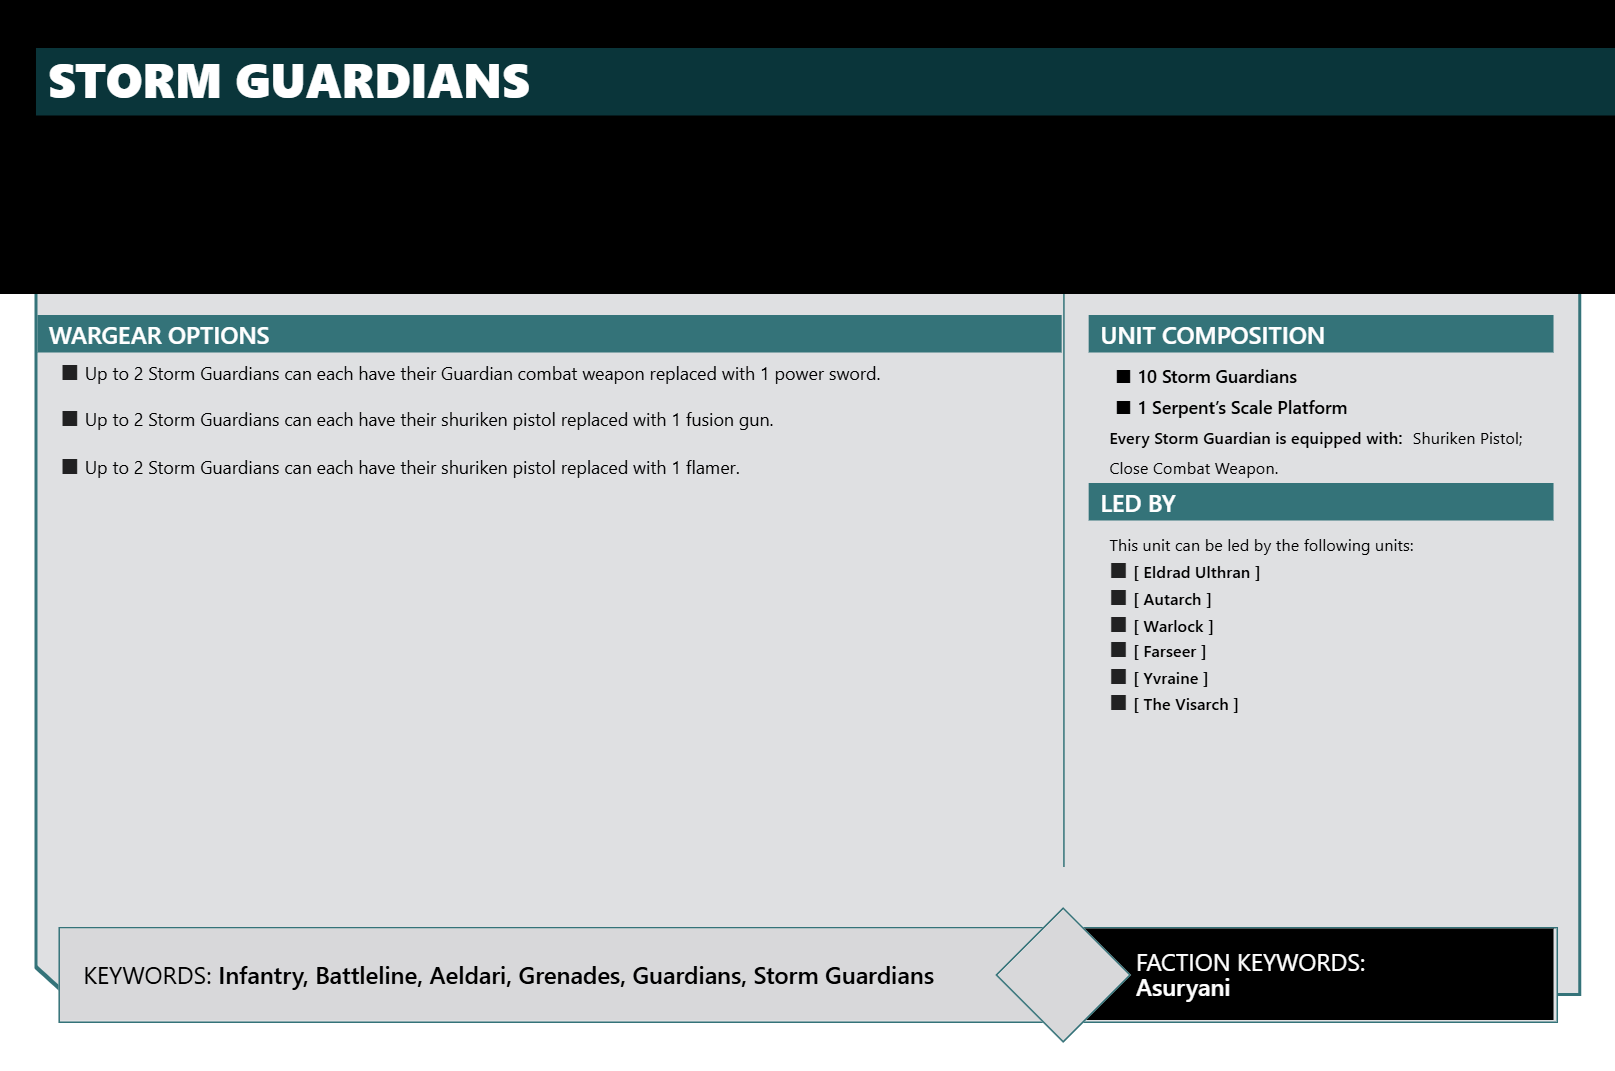 STORM GUARDIANS
WARGEAR OPTIONS
■ Up to 2 Storm Guardians can each have their Guardian combat weapon replaced with 1 power sword.
■ Up to 2 Storm Guardians can each have their shuriken pistol replaced with 1 fusion gun.
■ Up to 2 Storm Guardians can each have their shuriken pistol replaced with 1 flamer.
UNIT COMPOSITION
■ 10 Storm Guardians
■ 1 Serpent’s Scale Platform
Every Storm Guardian is equipped with: Shuriken Pistol;
Close Combat Weapon.
LED BY
This unit can be led by the following units:
■ [ Eldrad Ulthran ]
■ [ Autarch ]
■ [ Warlock ]
■ [ Farseer ]
■ [ Yvraine ]
■ [ The Visarch ]
KEYWORDS: Infantry, Battleline, Aeldari, Grenades, Guardians, Storm Guardians
FACTION KEYWORDS:
Asuryani